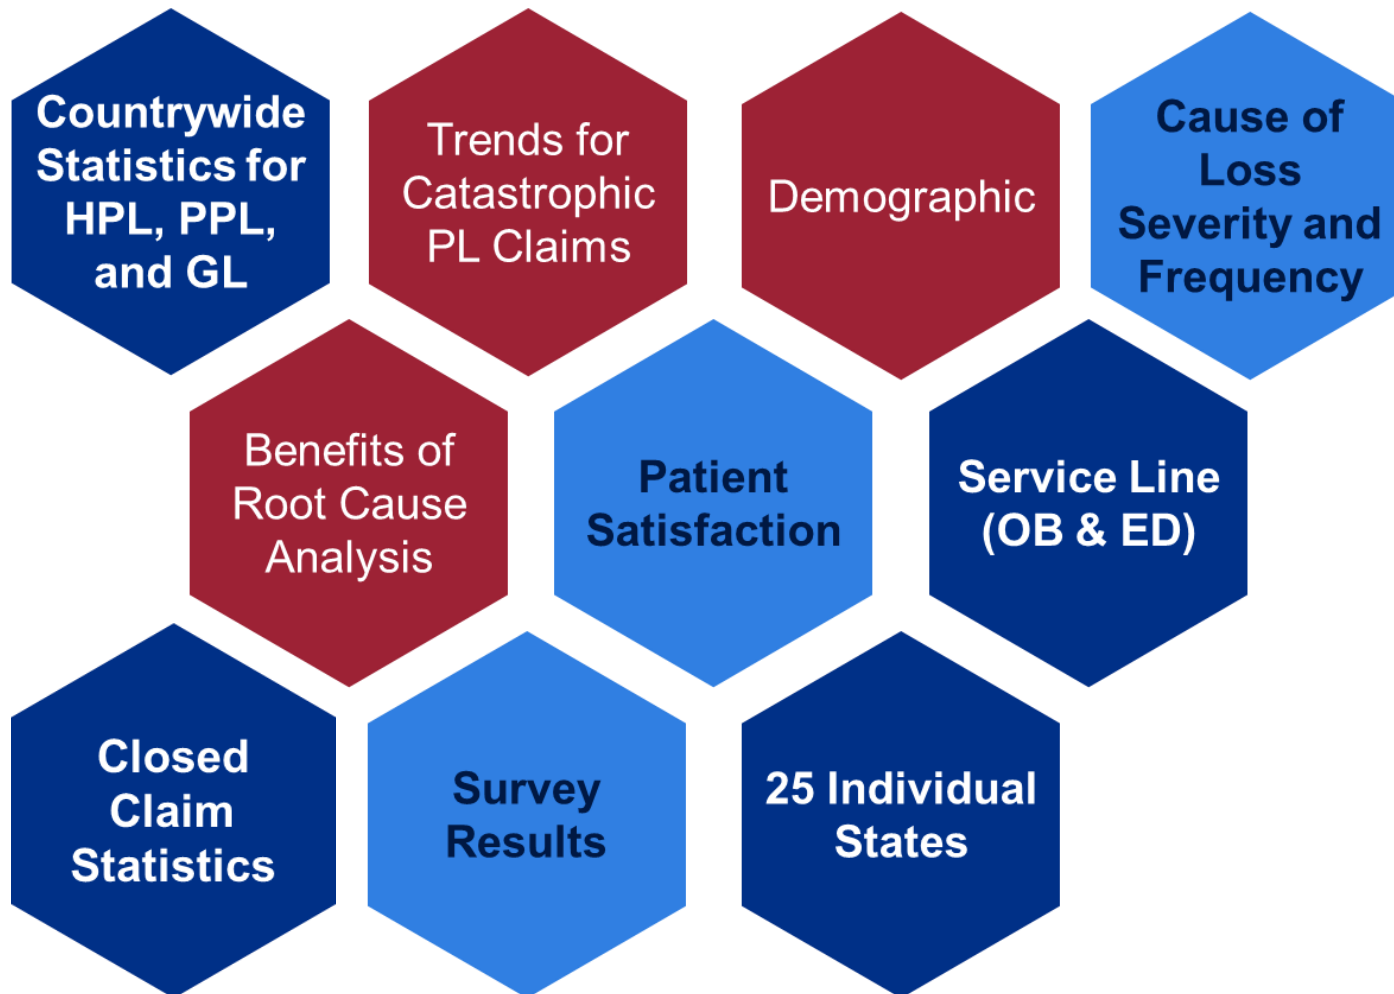 Countrywide
Statistics for
HPL, PPL,
and GL
Trends for
Catastrophic
PL Claims
Demographic
Cause of
Loss
Severity and
Frequency
Benefits of
Root Cause
Analysis
Patient
Satisfaction
Service Line
(OB & ED)
Closed
Claim
Statistics
Survey
Results
25 Individual
States